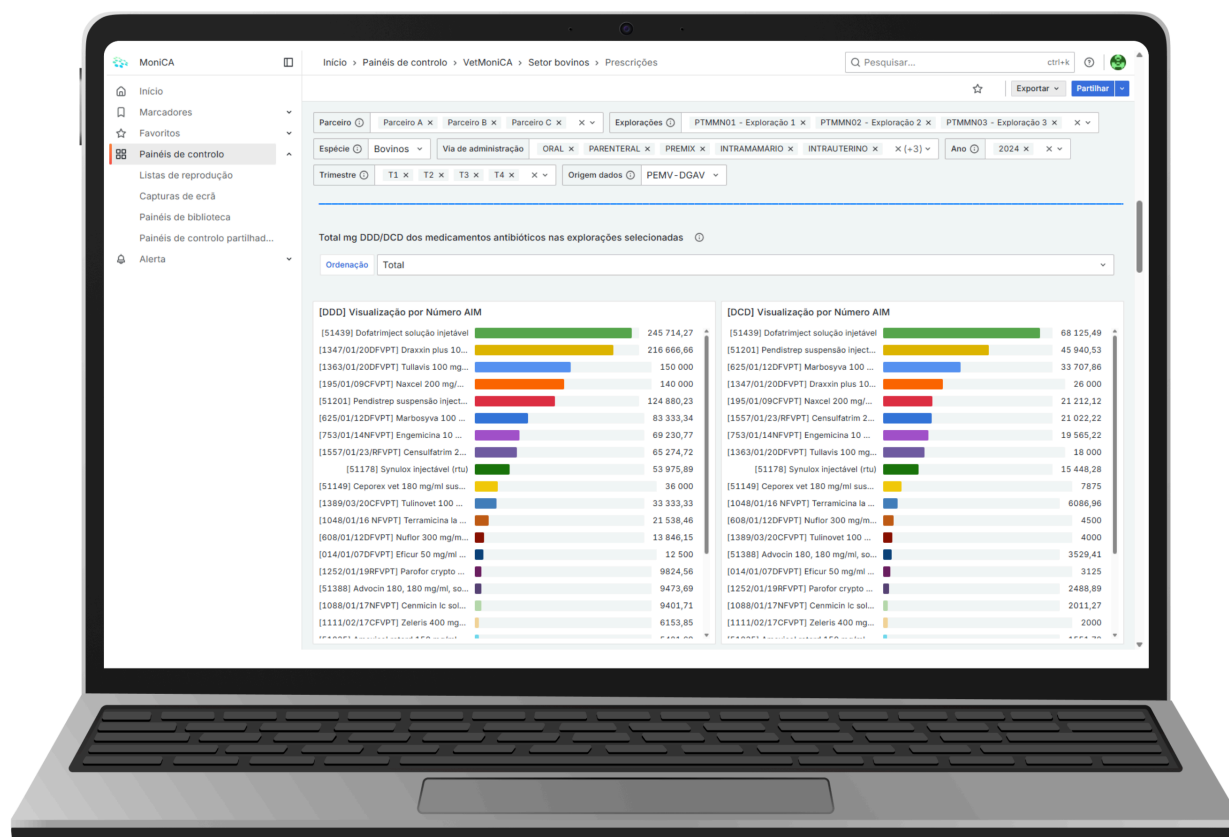 MoniCA
Início > Painéis de controlo > VetMoniCA > Setor bovinos > Prescrições
Pesquisar...
ctrl+k
Início
Marcadores
Favoritos
Painéis de controlo
Listas de reprodução
Capturas de ecrã
Painéis de biblioteca
Painéis de controlo partilhad...
Alerta
Exportar
Partilhar
Parceiro Parceiro A × Parceiro B × Parceiro C × × Explorações PTMMN01 - Exploração 1 × PTMMN02 - Exploração 2 × PTMMN03 - Exploração 3 × ×
Espécie Bovinos Via de administração ORAL × PARENTERAL × PREMIX × INTRAMAMÁRIO × INTRAUTERINO × × (+3) Ano 2024 × ×
Trimestre T1 × T2 × T3 × T4 × × Origem dados PEMV-DGAV
Total mg DDD/DCD dos medicamentos antibióticos nas explorações selecionadas
Ordenação Total
[DDD] Visualização por Número AIM
[51439] Dofatrimject solução injetável 245 714,27
[1347/01/20DFVPT] Draxxin plus 10... 216 666,66
[1363/01/20DFVPT] Tullavis 100 mg... 150 000
[195/01/09CFVPT] Naxcel 200 mg/... 140 000
[51201] Pendistrep suspensão inject... 124 880,23
[625/01/12DFVPT] Marbosyva 100 ... 83 333,34
[753/01/14NFVPT] Engemicina 10 ... 69 230,77
[1557/01/23/RFVPT] Censulfatrim 2... 65 274,72
[51178] Synulox injectável (rtu) 53 975,89
[51149] Ceporex vet 180 mg/ml sus... 36 000
[1389/03/20CFVPT] Tulinovet 100 ... 33 333,33
[1048/01/16 NFVPT] Terramicina la ... 21 538,46
[608/01/12DFVPT] Nuflor 300 mg/m... 13 846,15
[014/01/07DFVPT] Eficur 50 mg/ml ... 12 500
[1252/01/19RFVPT] Parofor crypto ... 9824,56
[51388] Advocin 180, 180 mg/ml, so... 9473,69
[1088/01/17NFVPT] Cenmicin lc sol... 9401,71
[1111/02/17CFVPT] Zeleris 400 mg... 6153,85
[DCD] Visualização por Número AIM
[51439] Dofatrimject solução injetável 68 125,49
[51201] Pendistrep suspensão inject... 45 940,53
[625/01/12DFVPT] Marbosyva 100 ... 33 707,86
[1347/01/20DFVPT] Draxxin plus 10... 26 000
[195/01/09CFVPT] Naxcel 200 mg/... 21 212,12
[1557/01/23/RFVPT] Censulfatrim 2... 21 022,22
[753/01/14NFVPT] Engemicina 10 ... 19 565,22
[1363/01/20DFVPT] Tullavis 100 mg... 18 000
[51178] Synulox injectável (rtu) 15 448,28
[51149] Ceporex vet 180 mg/ml sus... 7875
[1048/01/16 NFVPT] Terramicina la ... 6086,96
[608/01/12DFVPT] Nuflor 300 mg/m... 4500
[1389/03/20CFVPT] Tulinovet 100 ... 4000
[51388] Advocin 180, 180 mg/ml, so... 3529,41
[014/01/07DFVPT] Eficur 50 mg/ml ... 3125
[1252/01/19RFVPT] Parofor crypto ... 2488,89
[1088/01/17NFVPT] Cenmicin lc sol... 2011,27
[1111/02/17CFVPT] Zeleris 400 mg... 2000